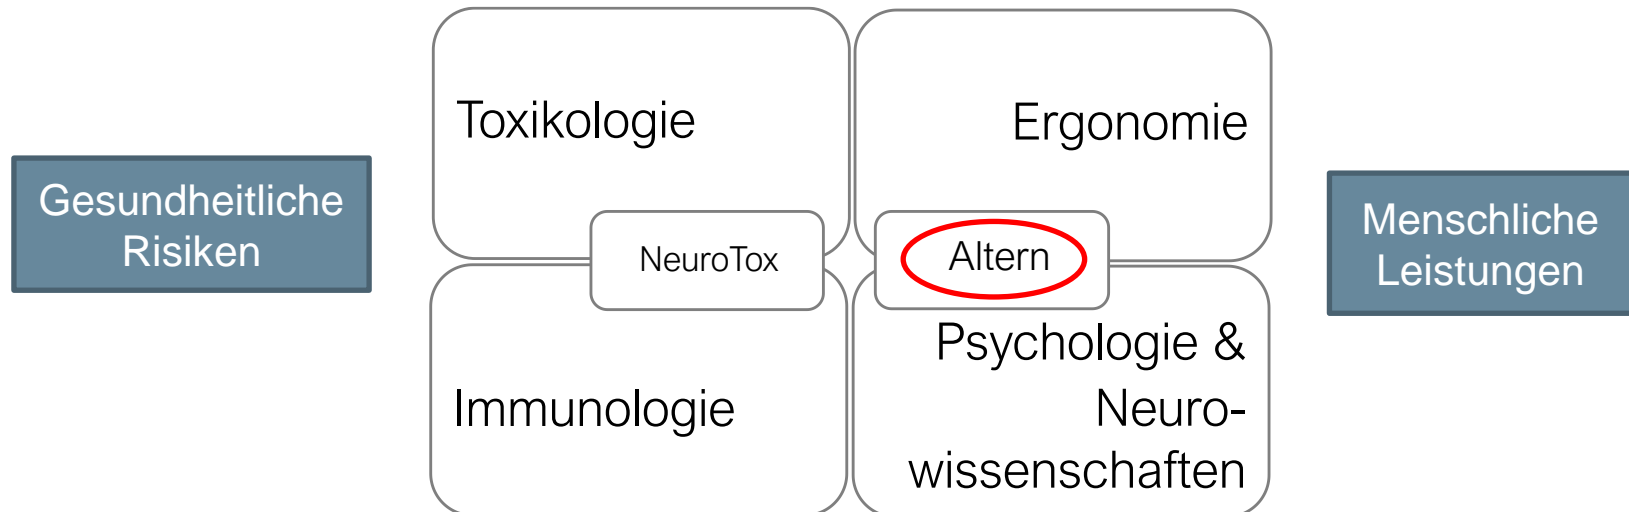 Toxikologie
Ergonomie
Gesundheitliche
Risiken
Menschliche
Leistungen
NeuroTox
Altern
Immunologie
Psychologie &
Neuro-
wissenschaften